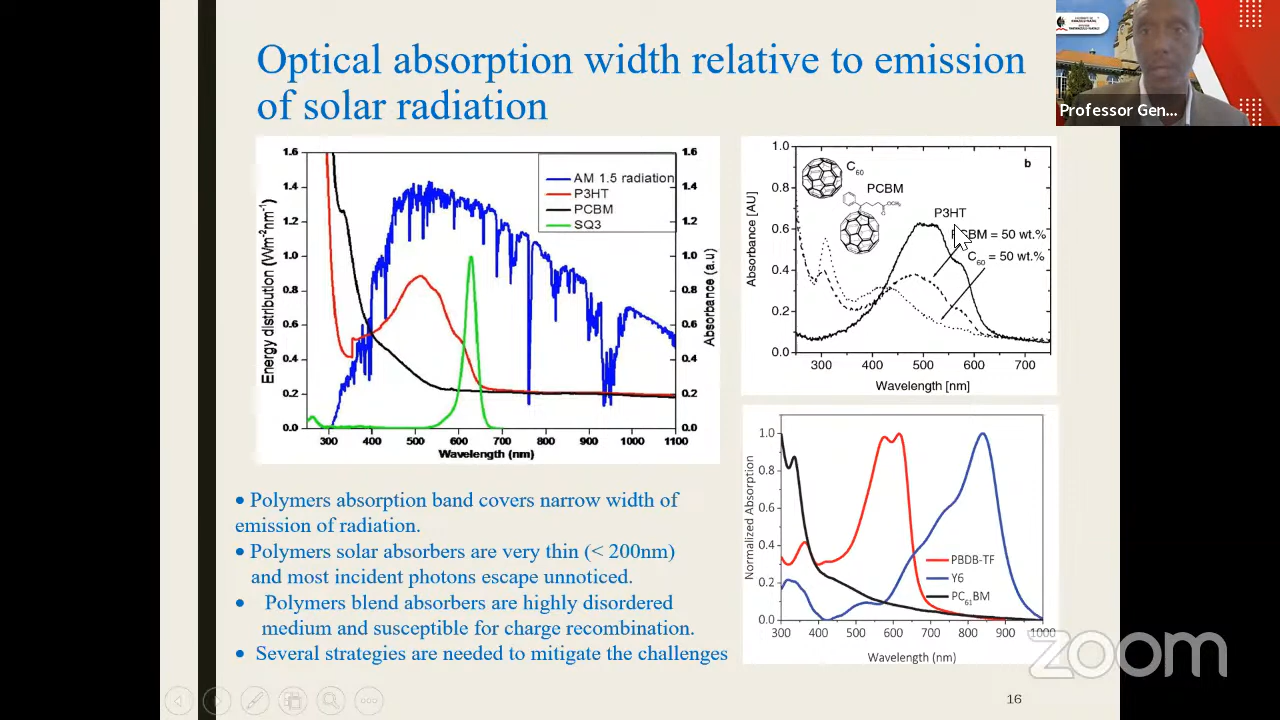 Optical absorption width relative to emission
of solar radiation
Professor Gen...
1.6
1.4
1.2
1.0
0.8
0.6
0.4
0.2
0.0
Energy distribution (Wm⁻²nm⁻¹)
AM 1.5 radiation
P3HT
PCBM
SQ3
1.6
1.4
1.2
1.0
0.8
0.6
0.4
0.2
0.0
Absorbance (a.u)
300 400 500 600 700 800 900 1000 1100
Wavelength (nm)
1.0
0.8
0.6
0.4
0.2
0.0
Absorbance [AU]
b
C₆₀
PCBM
OCH₃
P3HT
BM = 50 wt.%
C₆₀ = 50 wt.%
300 400 500 600 700
Wavelength [nm]
1.0
0.8
0.6
0.4
0.2
0.0
Normalized Absorption
PBDB-TF
Y6
PC₆₁BM
300 400 500 600 700 800 900 1000
Wavelength (nm)
• Polymers absorption band covers narrow width of
emission of radiation.
• Polymers solar absorbers are very thin (< 200nm)
and most incident photons escape unnoticed.
• Polymers blend absorbers are highly disordered
medium and susceptible for charge recombination.
• Several strategies are needed to mitigate the challenges
zoom
16